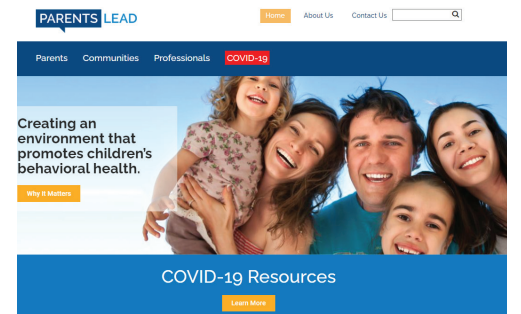 PARENTS LEAD
Home About Us Contact Us
Parents Communities Professionals COVID-19
Creating an
environment that
promotes children's
behavioral health.
Why It Matters
COVID-19 Resources
Learn More